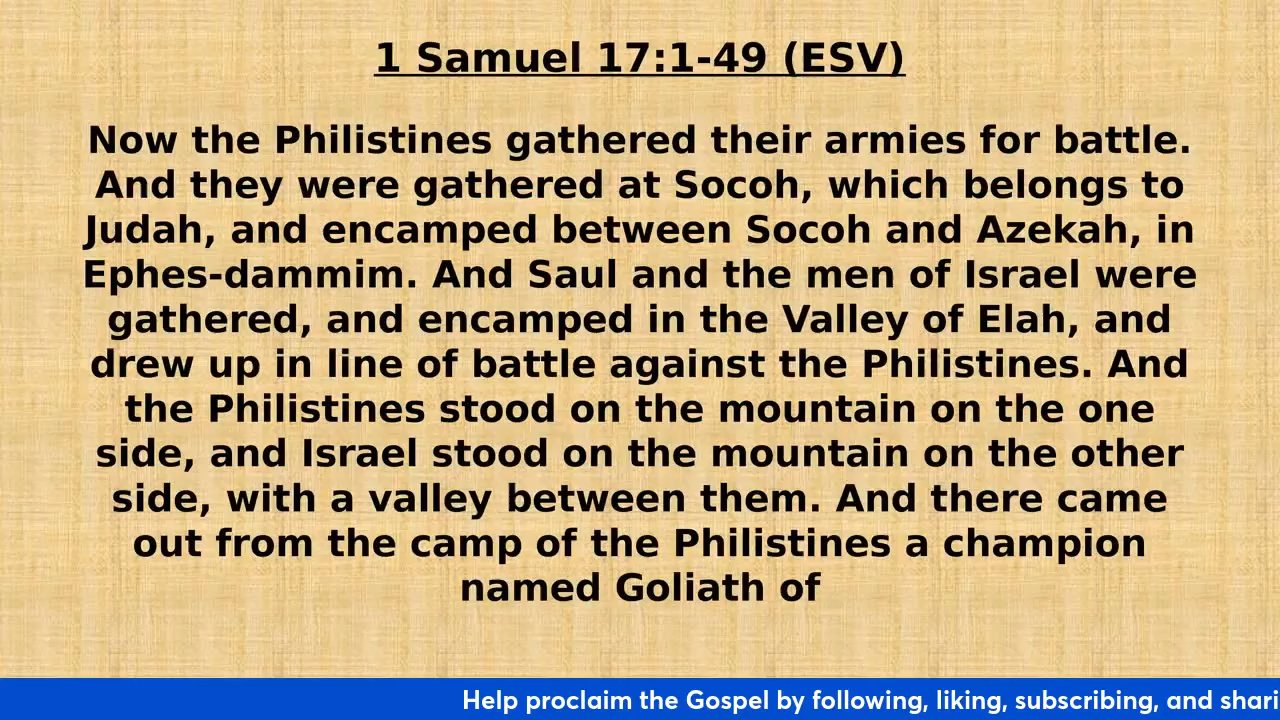 1 Samuel 17:1-49 (ESV)
Now the Philistines gathered their armies for battle.
And they were gathered at Socoh, which belongs to
Judah, and encamped between Socoh and Azekah, in
Ephes-dammim. And Saul and the men of Israel were
gathered, and encamped in the Valley of Elah, and
drew up in line of battle against the Philistines. And
the Philistines stood on the mountain on the one
side, and Israel stood on the mountain on the other
side, with a valley between them. And there came
out from the camp of the Philistines a champion
named Goliath of
Help proclaim the Gospel by following, liking, subscribing, and shari